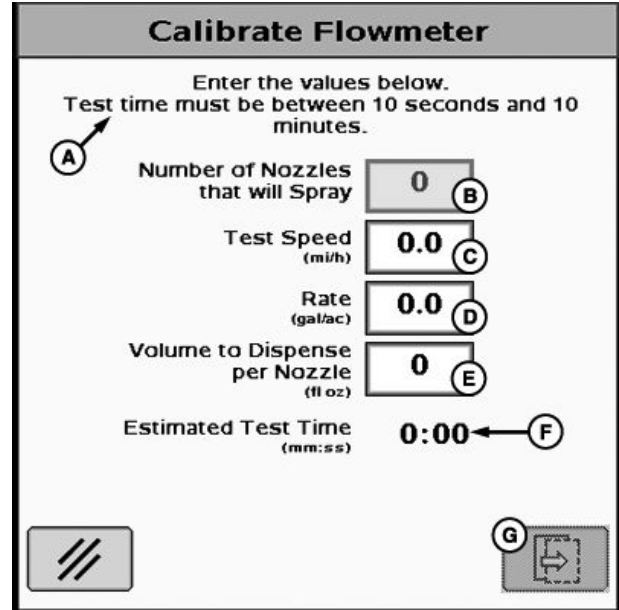 Calibrate Flowmeter
Enter the values below.
Test time must be between 10 seconds and 10
minutes.
A
Number of Nozzles
that will Spray
0
B
Test Speed
(mi/h)
0.0
C
Rate
(gal/ac)
0.0
D
Volume to Dispense
per Nozzle
(fl oz)
0
E
Estimated Test Time
(mm:ss)
0:00
F
G